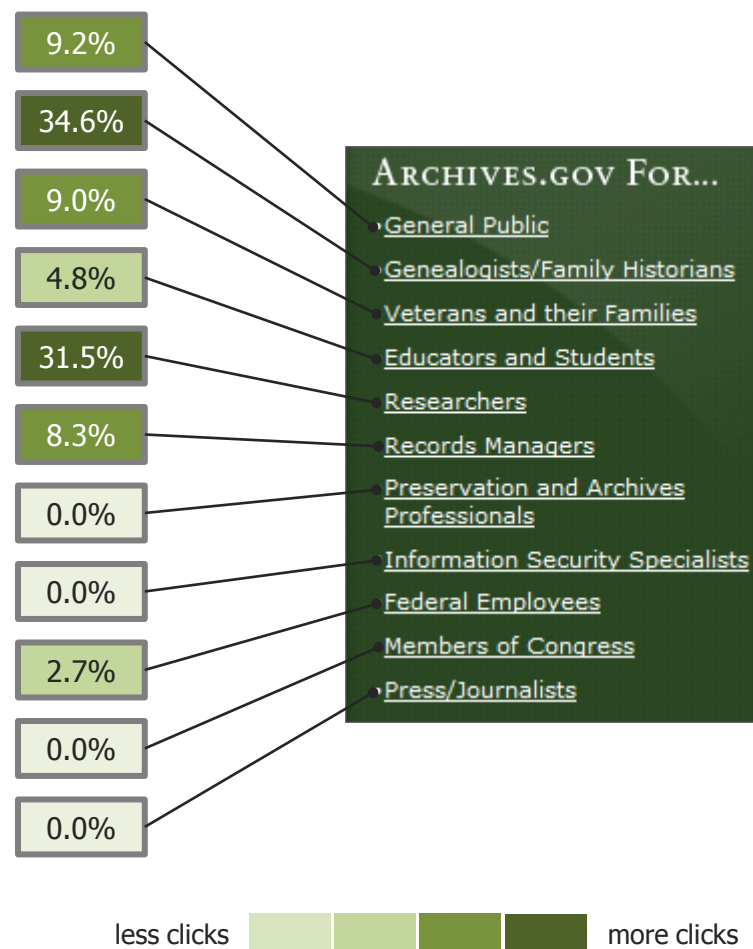 9.2%
34.6%
9.0%
4.8%
31.5%
8.3%
0.0%
0.0%
2.7%
0.0%
0.0%
ARCHIVES.GOV FOR...
General Public
Genealogists/Family Historians
Veterans and their Families
Educators and Students
Researchers
Records Managers
Preservation and Archives
Professionals
Information Security Specialists
Federal Employees
Members of Congress
Press/Journalists
less clicks more clicks